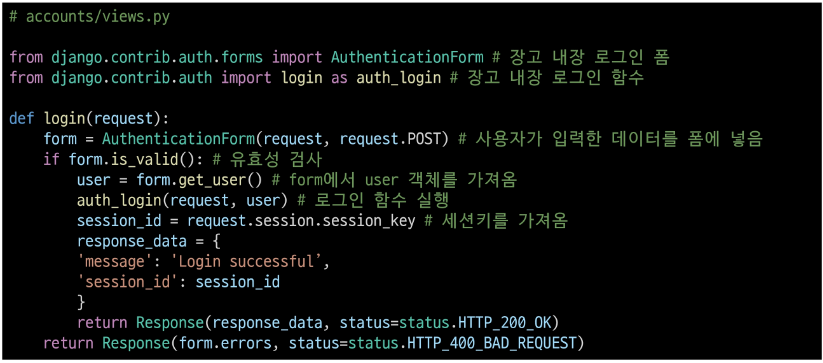 # accounts/views.py
from django.contrib.auth.forms import AuthenticationForm # 장고 내장 로그인 폼
from django.contrib.auth import login as auth_login # 장고 내장 로그인 함수
def login(request):
    form = AuthenticationForm(request, request.POST) # 사용자가 입력한 데이터를 폼에 넣음
    if form.is_valid(): # 유효성 검사
        user = form.get_user() # form에서 user 객체를 가져옴
        auth_login(request, user) # 로그인 함수 실행
        session_id = request.session.session_key # 세션키를 가져옴
        response_data = {
        'message': 'Login successful’,
        'session_id': session_id
        }
        return Response(response_data, status=status.HTTP_200_OK)
    return Response(form.errors, status=status.HTTP_400_BAD_REQUEST)